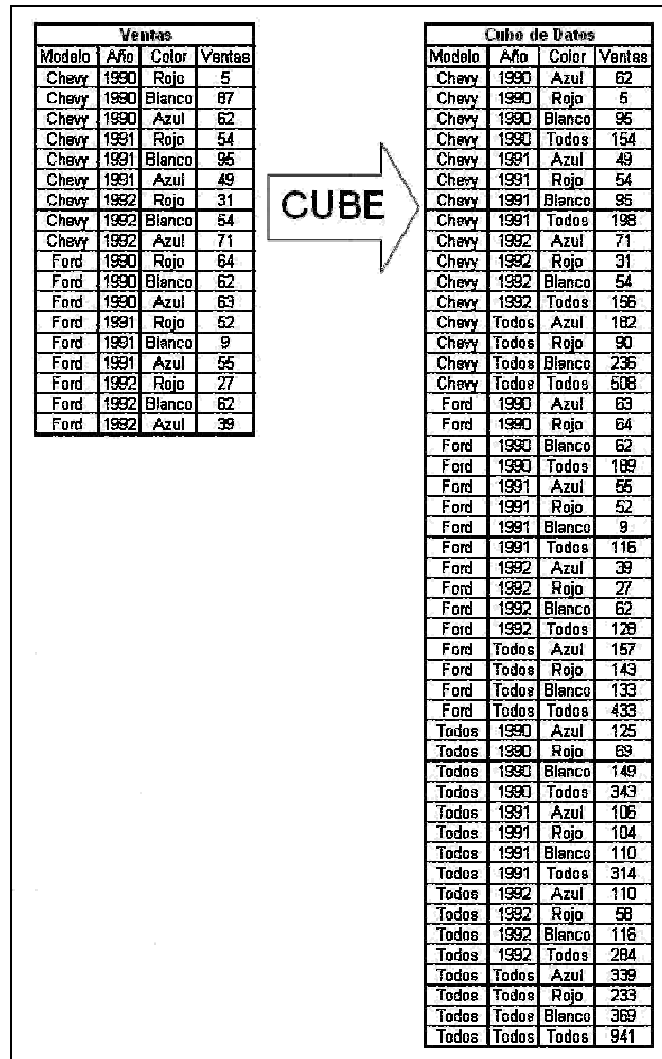 Ventas
Modelo Año Color Ventas
Chevy 1990 Rojo 5
Chevy 1990 Blanco 87
Chevy 1990 Azul 62
Chevy 1991 Rojo 54
Chevy 1991 Blanco 95
Chevy 1991 Azul 49
Chevy 1992 Rojo 31
Chevy 1992 Blanco 54
Chevy 1992 Azul 71
Ford 1990 Rojo 64
Ford 1990 Blanco 62
Ford 1990 Azul 63
Ford 1991 Rojo 52
Ford 1991 Blanco 9
Ford 1991 Azul 55
Ford 1992 Rojo 27
Ford 1992 Blanco 62
Ford 1992 Azul 39
CUBE
Cubo de Datos
Modelo Año Color Ventas
Chevy 1990 Azul 62
Chevy 1990 Rojo 5
Chevy 1990 Blanco 95
Chevy 1990 Todos 154
Chevy 1991 Azul 49
Chevy 1991 Rojo 54
Chevy 1991 Blanco 95
Chevy 1991 Todos 198
Chevy 1992 Azul 71
Chevy 1992 Rojo 31
Chevy 1992 Blanco 54
Chevy 1992 Todos 156
Chevy Todos Azul 182
Chevy Todos Rojo 90
Chevy Todos Blanco 236
Chevy Todos Todos 508
Ford 1990 Azul 63
Ford 1990 Rojo 64
Ford 1990 Blanco 62
Ford 1990 Todos 189
Ford 1991 Azul 55
Ford 1991 Rojo 52
Ford 1991 Blanco 9
Ford 1991 Todos 116
Ford 1992 Azul 39
Ford 1992 Rojo 27
Ford 1992 Blanco 62
Ford 1992 Todos 128
Ford Todos Azul 157
Ford Todos Rojo 143
Ford Todos Blanco 133
Ford Todos Todos 433
Todos 1990 Azul 125
Todos 1990 Rojo 69
Todos 1990 Blanco 149
Todos 1990 Todos 343
Todos 1991 Azul 106
Todos 1991 Rojo 104
Todos 1991 Blanco 110
Todos 1991 Todos 314
Todos 1992 Azul 110
Todos 1992 Rojo 58
Todos 1992 Blanco 116
Todos 1992 Todos 284
Todos Todos Azul 339
Todos Todos Rojo 233
Todos Todos Blanco 369
Todos Todos Todos 941